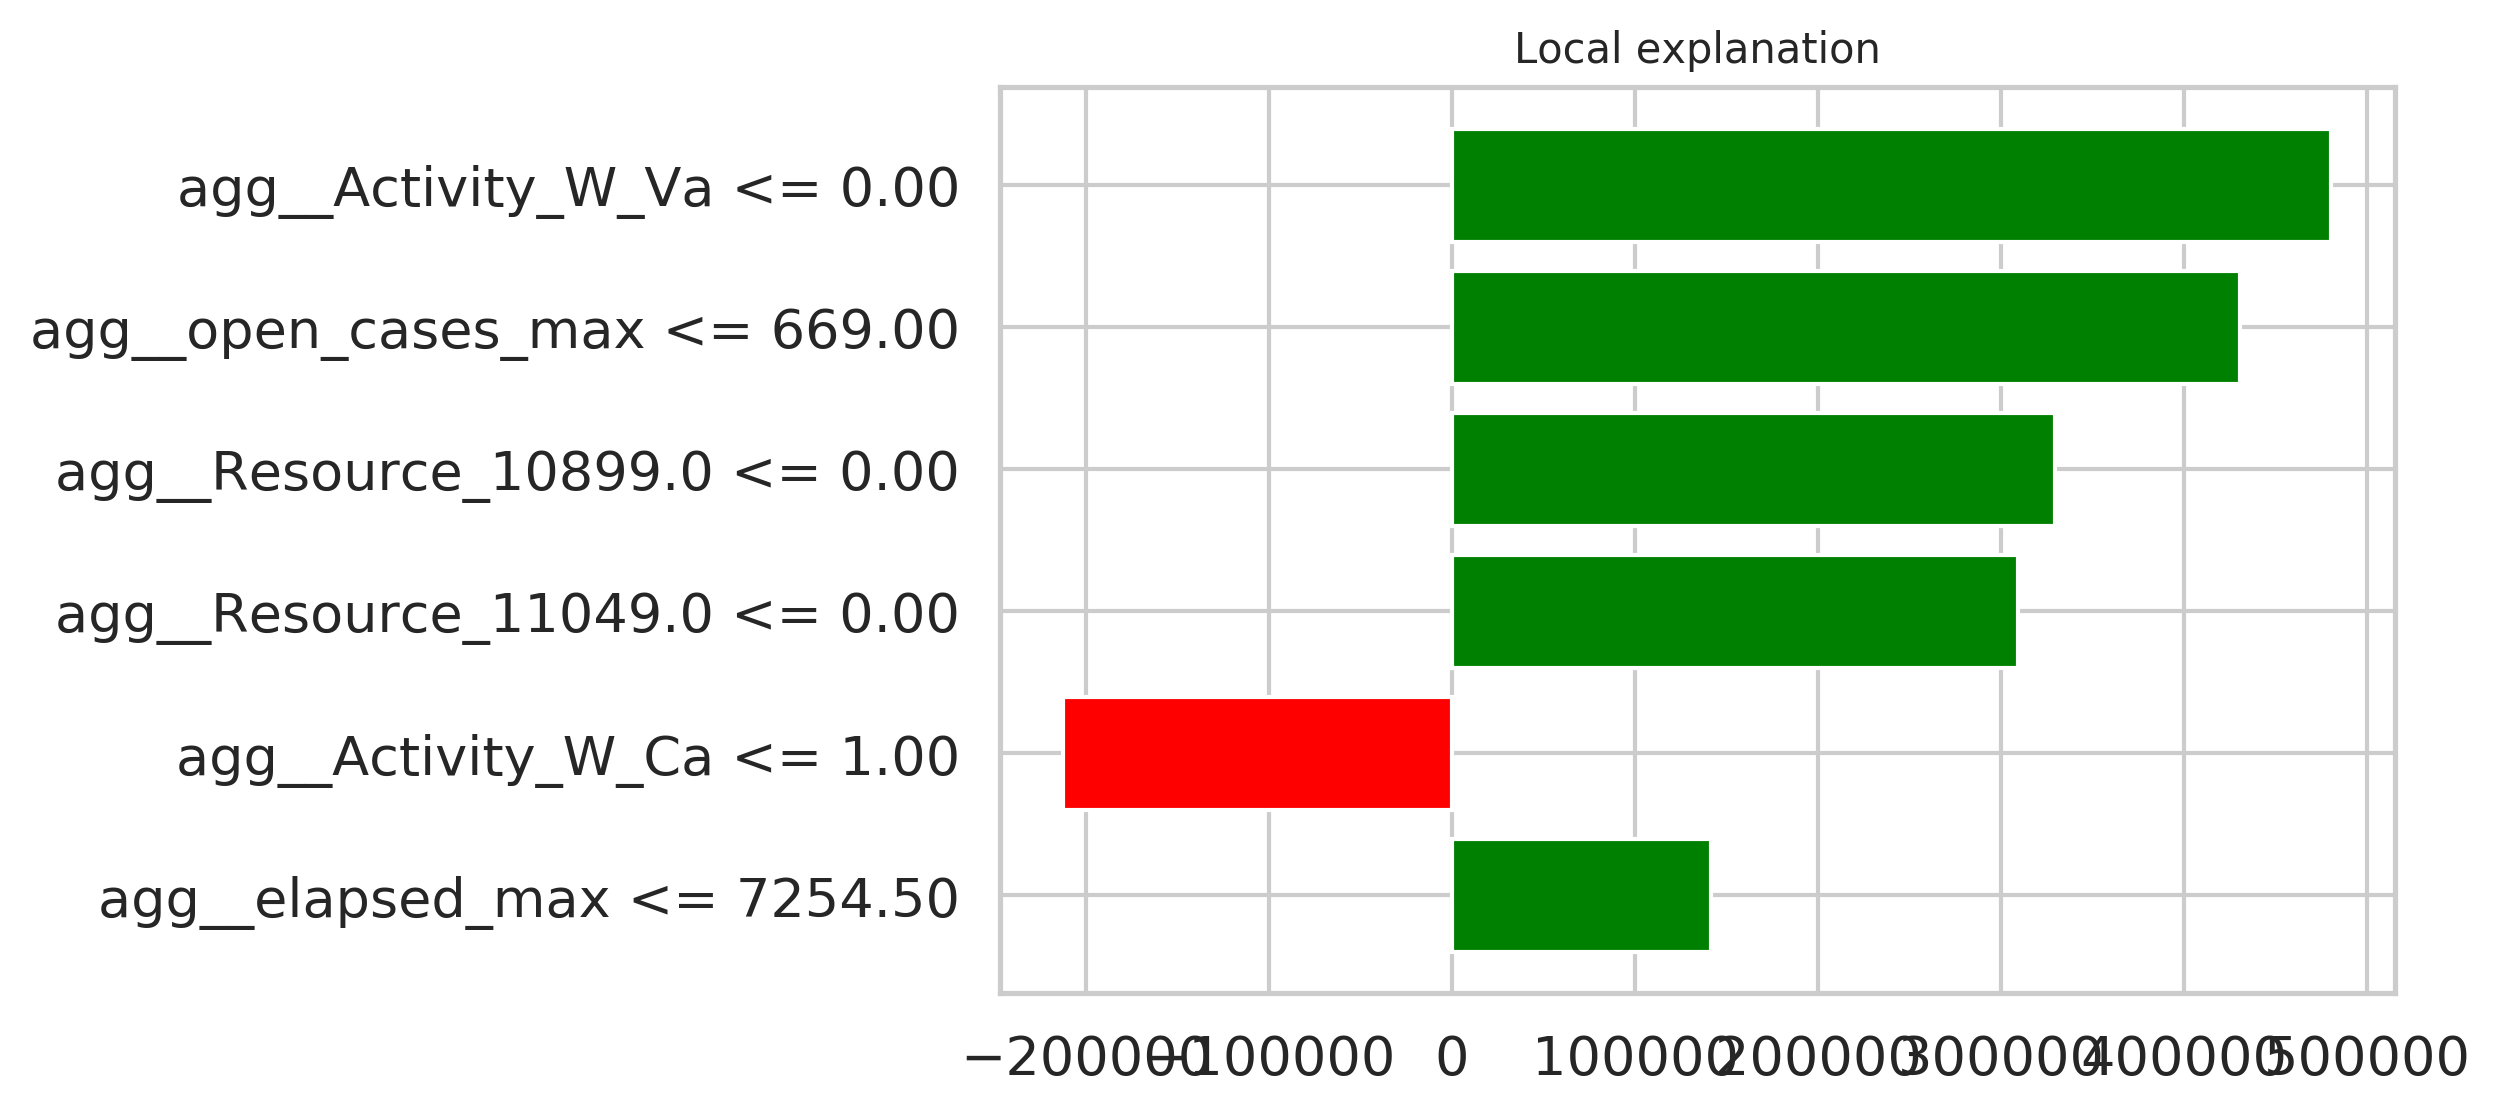 Local explanation
agg__Activity_W_Va <= 0.00
agg__open_cases_max <= 669.00
agg__Resource_10899.0 <= 0.00
agg__Resource_11049.0 <= 0.00
agg__Activity_W_Ca <= 1.00
agg__elapsed_max <= 7254.50
−200000 −100000 0 100000 200000 300000 400000 500000